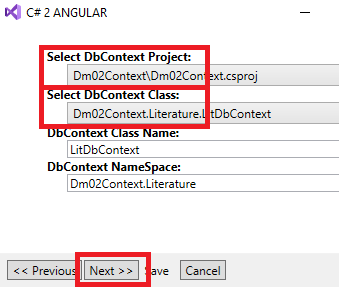 C# 2 ANGULAR
Select DbContext Project:
Dm02Context\Dm02Context.csproj
Select DbContext Class:
Dm02Context.Literature.LitDbContext
DbContext Class Name:
LitDbContext
DbContext NameSpace:
Dm02Context.Literature
<< Previous Next >> Save Cancel